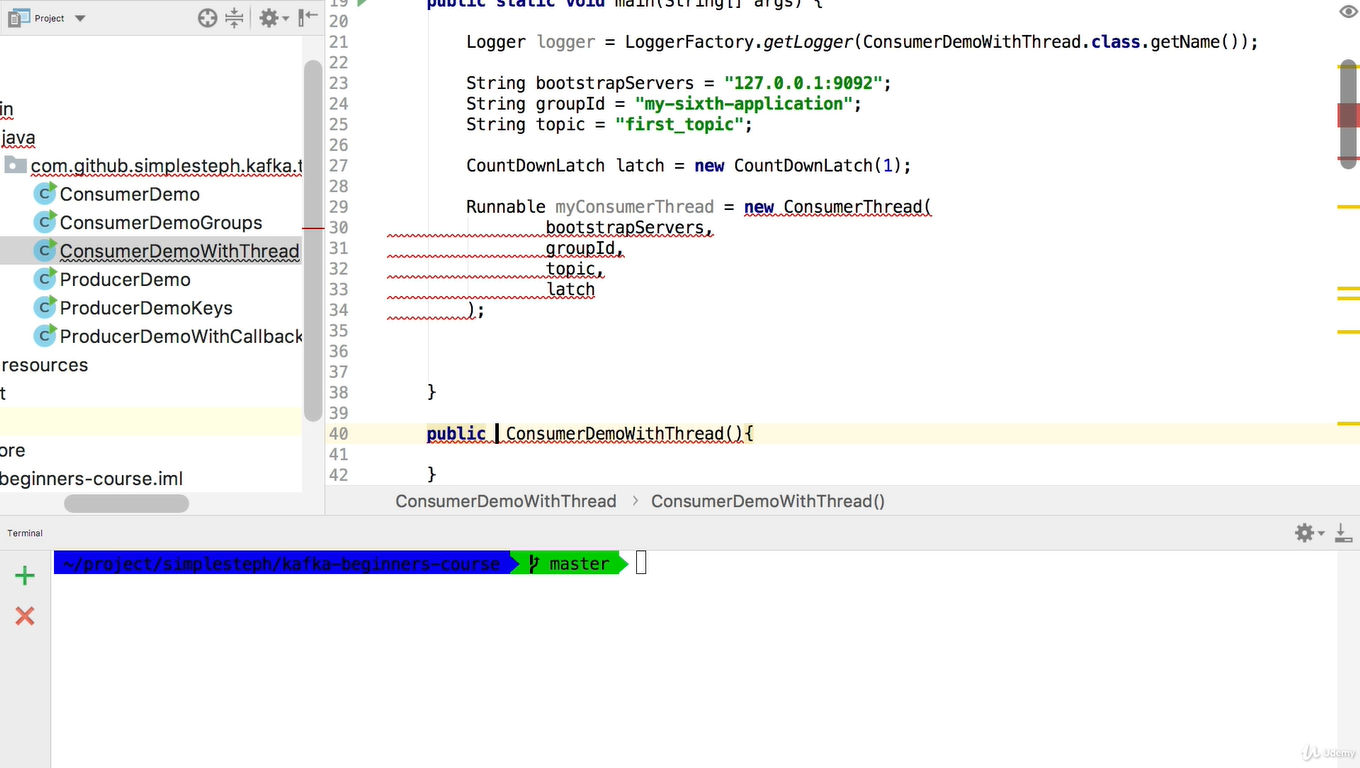 Project
in
java
com.github.simplesteph.kafka.t
ConsumerDemo
ConsumerDemoGroups
ConsumerDemoWithThread
ProducerDemo
ProducerDemoKeys
ProducerDemoWithCallback
resources
t
ore
beginners-course.iml
19 public static void main(String[] args) {
20
21 Logger logger = LoggerFactory.getLogger(ConsumerDemoWithThread.class.getName());
22
23 String bootstrapServers = "127.0.0.1:9092";
24 String groupId = "my-sixth-application";
25 String topic = "first_topic";
26
27 CountDownLatch latch = new CountDownLatch(1);
28
29 Runnable myConsumerThread = new ConsumerThread(
30 bootstrapServers,
31 groupId,
32 topic,
33 latch
34 );
35
36
37
38 }
39
40 public ConsumerDemoWithThread(){
41
42 }
ConsumerDemoWithThread > ConsumerDemoWithThread()
Terminal
~/project/simplesteph/kafka-beginners-course master
Udemy